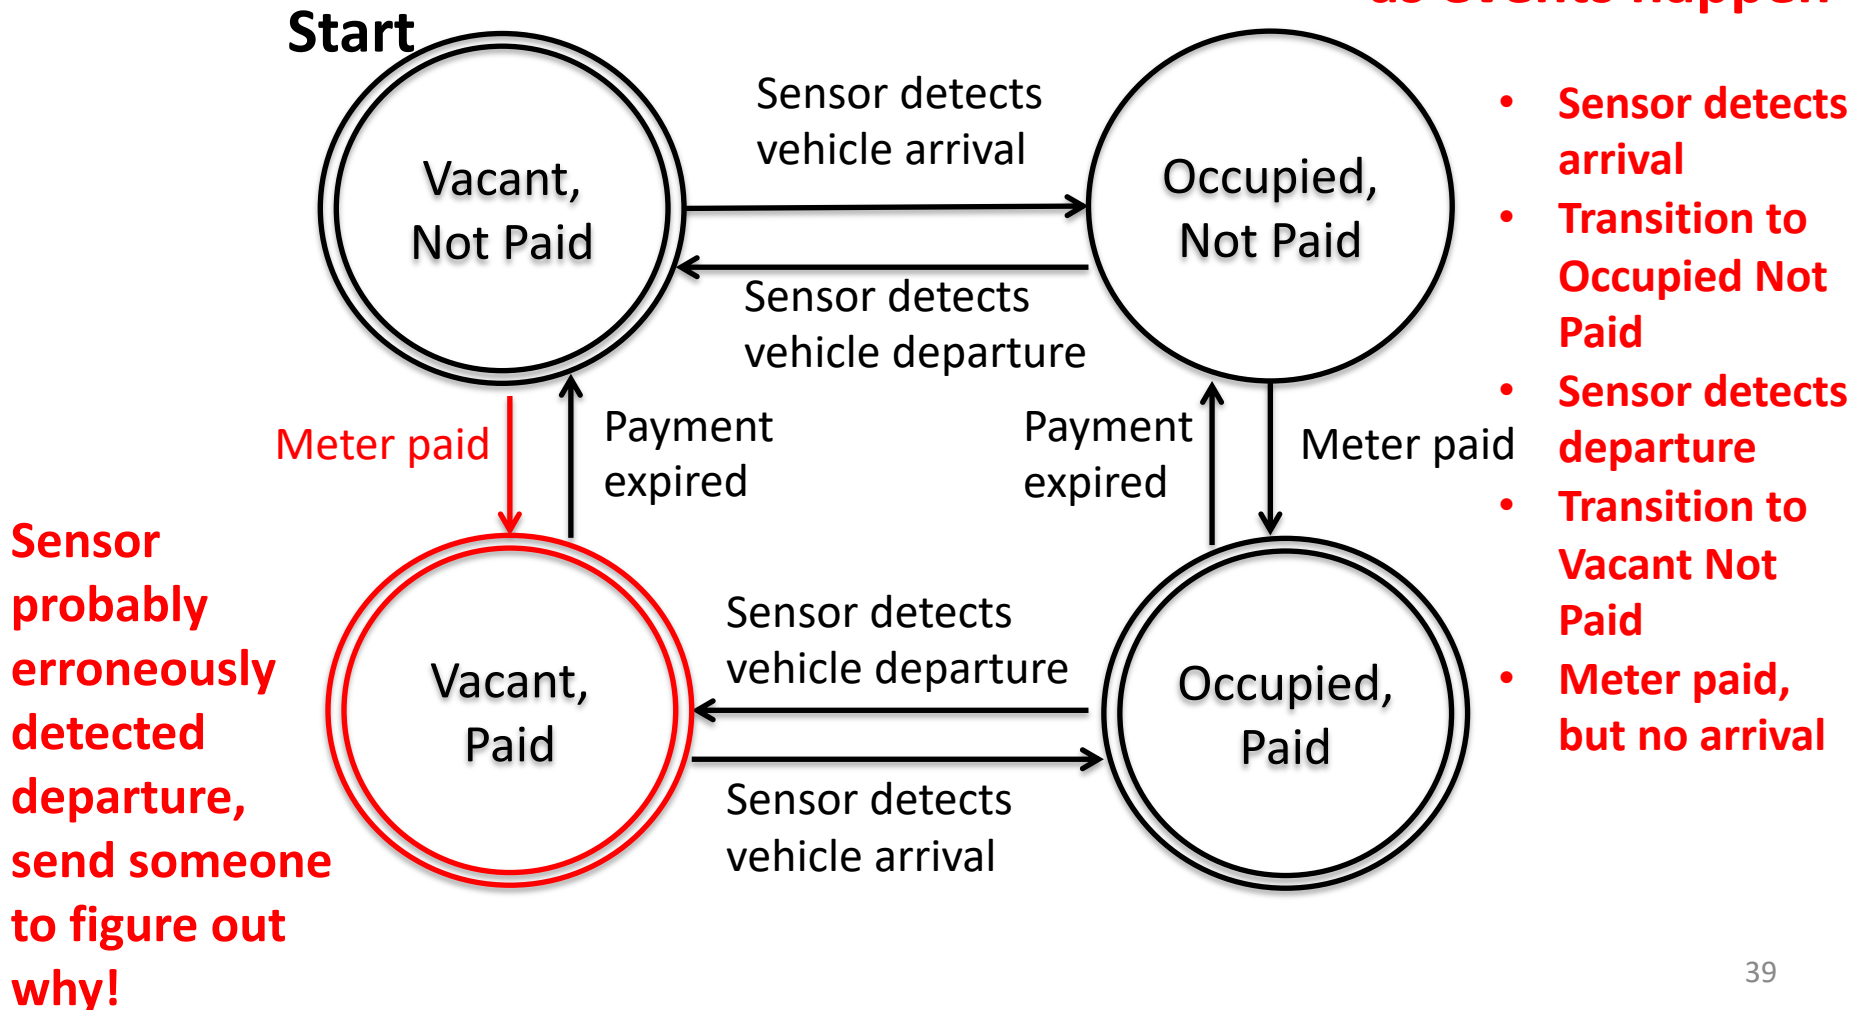 as events happen
Start
Vacant,
Not Paid
Sensor detects
vehicle arrival
Occupied,
Not Paid
Sensor detects
vehicle departure
Meter paid
Payment
expired
Payment
expired
Meter paid
Vacant,
Paid
Sensor detects
vehicle departure
Occupied,
Paid
Sensor detects
vehicle arrival
Sensor
probably
erroneously
detected
departure,
send someone
to figure out
why!
• Sensor detects
arrival
• Transition to
Occupied Not
Paid
• Sensor detects
departure
• Transition to
Vacant Not
Paid
• Meter paid,
but no arrival
39